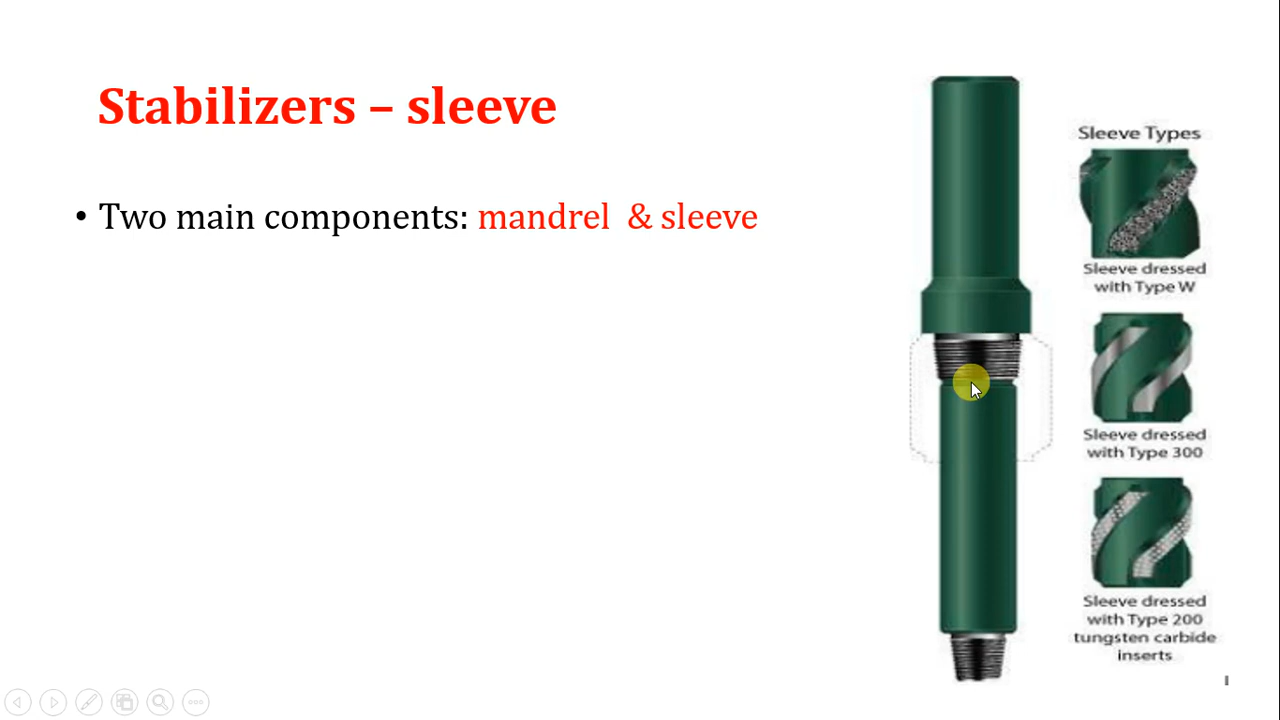 Stabilizers – sleeve
• Two main components: mandrel & sleeve
Sleeve Types
Sleeve dressed
with Type W
Sleeve dressed
with Type 300
Sleeve dressed
with Type 200
tungsten carbide
inserts